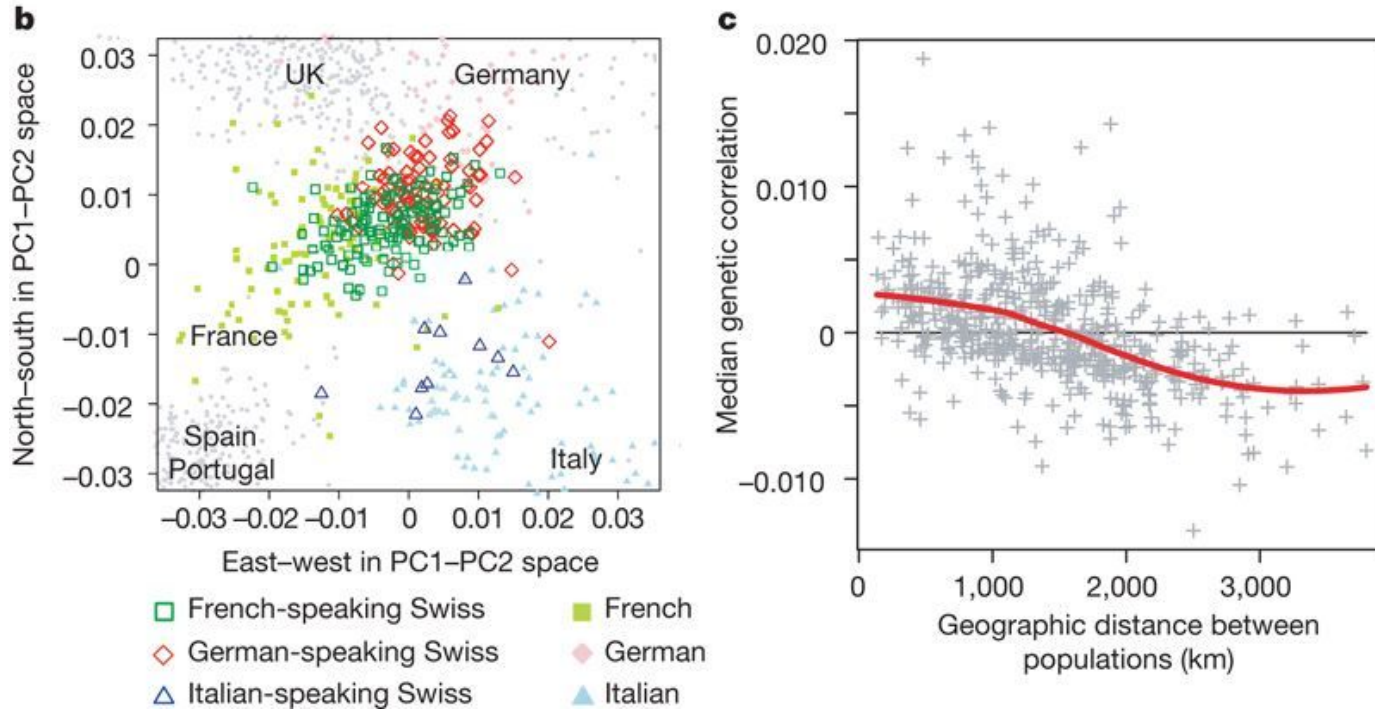 b
North–south in PC1–PC2 space
0.03
0.02
0.01
0
–0.01
–0.02
–0.03
UK
Germany
France
Spain
Portugal
Italy
–0.03 –0.02 –0.01 0 0.01 0.02 0.03
East–west in PC1–PC2 space
French-speaking Swiss
German-speaking Swiss
Italian-speaking Swiss
French
German
Italian
c
Median genetic correlation
0.020
0.010
0
–0.010
0 1,000 2,000 3,000
Geographic distance between
populations (km)